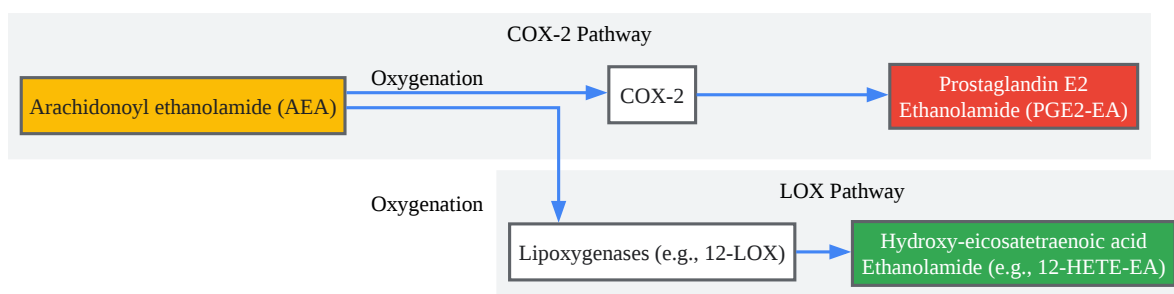 COX-2 Pathway
Oxygenation
Arachidonoyl ethanolamide (AEA)
COX-2
Prostaglandin E2
Ethanolamide (PGE2-EA)
LOX Pathway
Oxygenation
Lipoxygenases (e.g., 12-LOX)
Hydroxy-eicosatetraenoic acid
Ethanolamide (e.g., 12-HETE-EA)